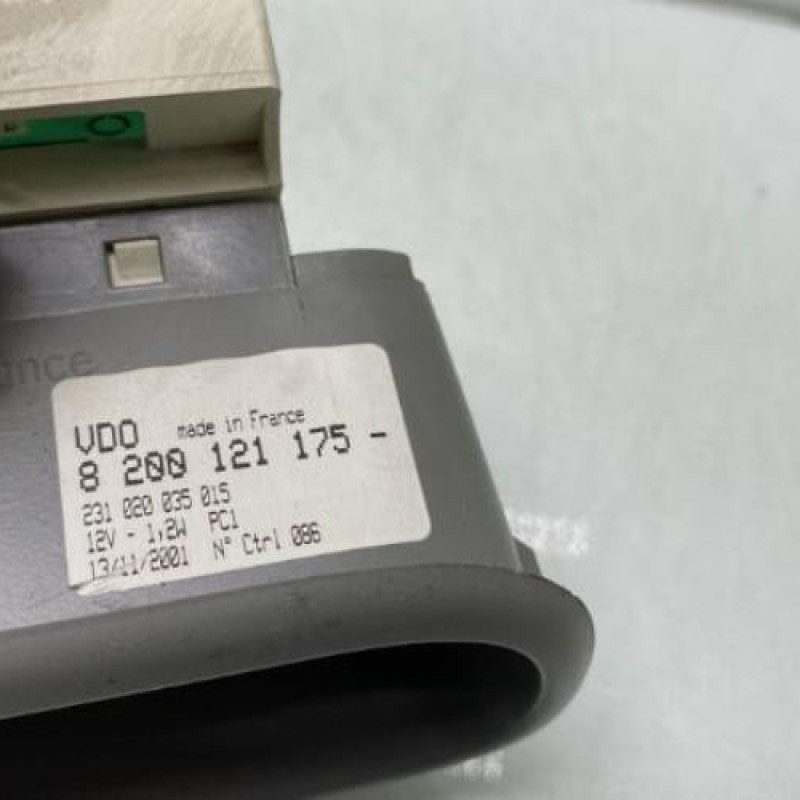 VDO made in France
8 200 121 175 -
231 020 035 015
12V - 1,2W PC1
13/11/2001 N° Ctrl 086